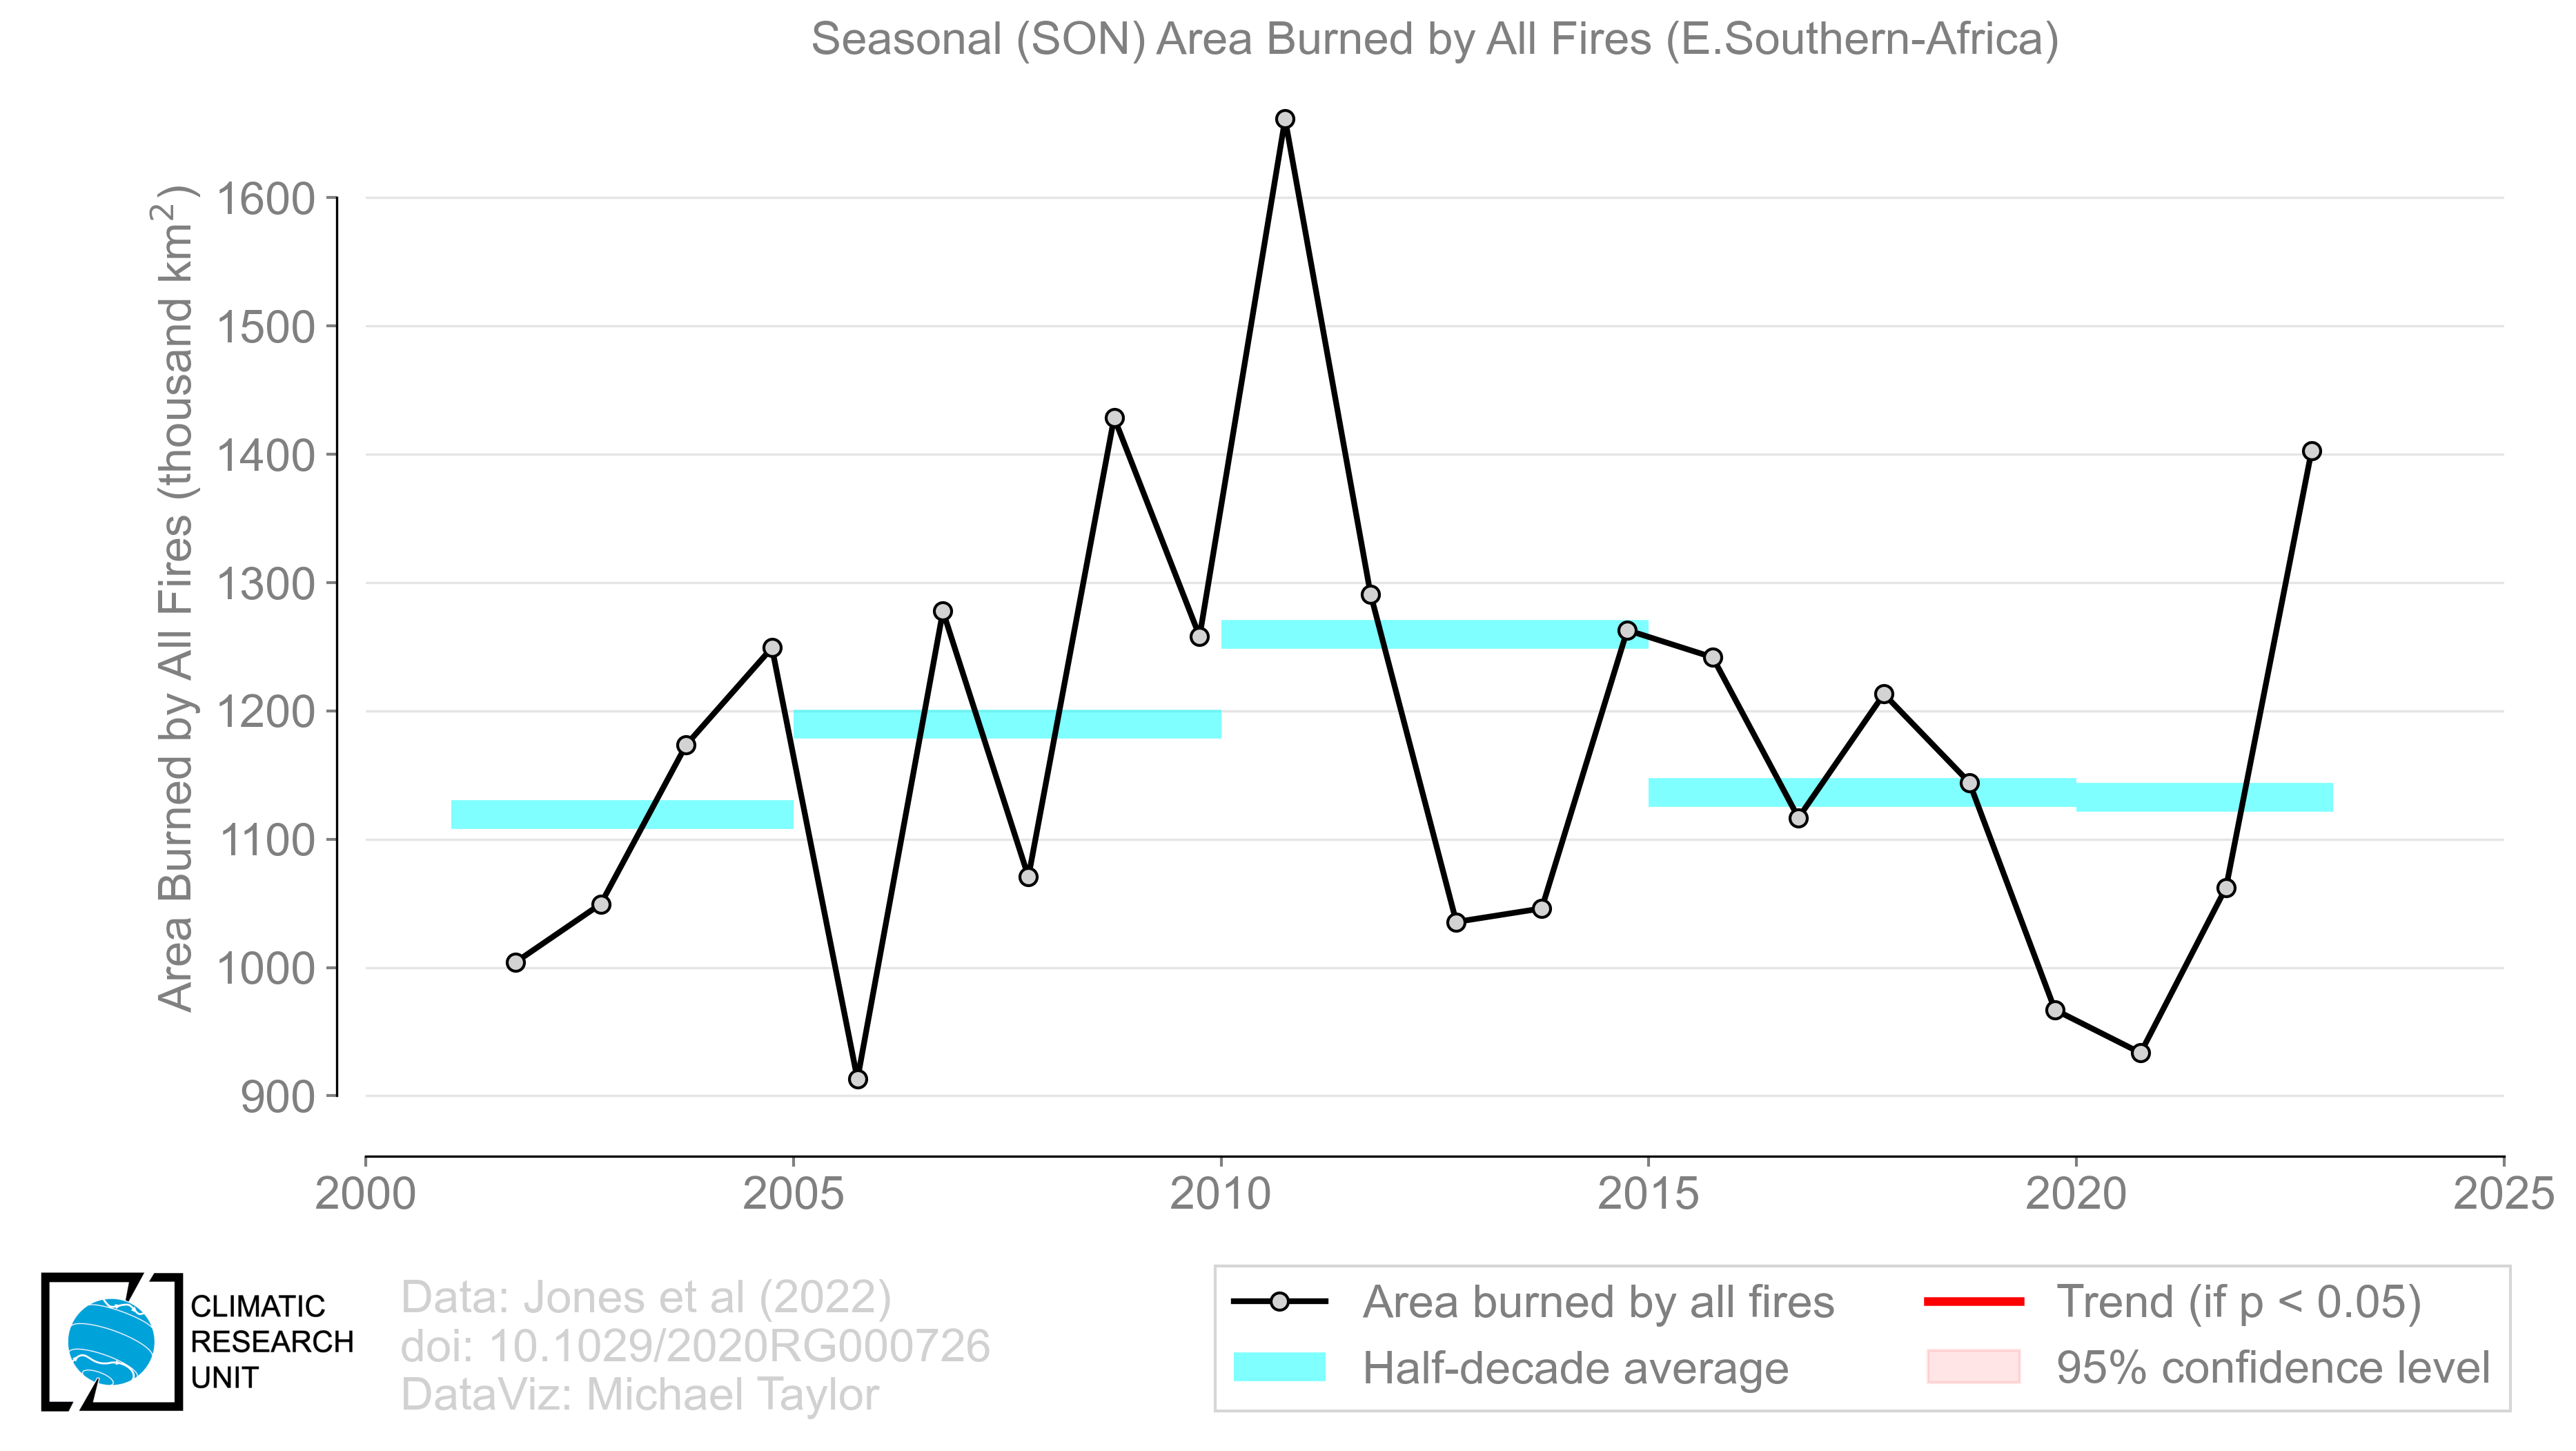 Seasonal (SON) Area Burned by All Fires (E.Southern-Africa)
Area Burned by All Fires (thousand km²)
1600
1500
1400
1300
1200
1100
1000
900
2000 2005 2010 2015 2020 2025
CLIMATIC
RESEARCH
UNIT
Data: Jones et al (2022)
doi: 10.1029/2020RG000726
DataViz: Michael Taylor
Area burned by all fires
Half-decade average
Trend (if p < 0.05)
95% confidence level